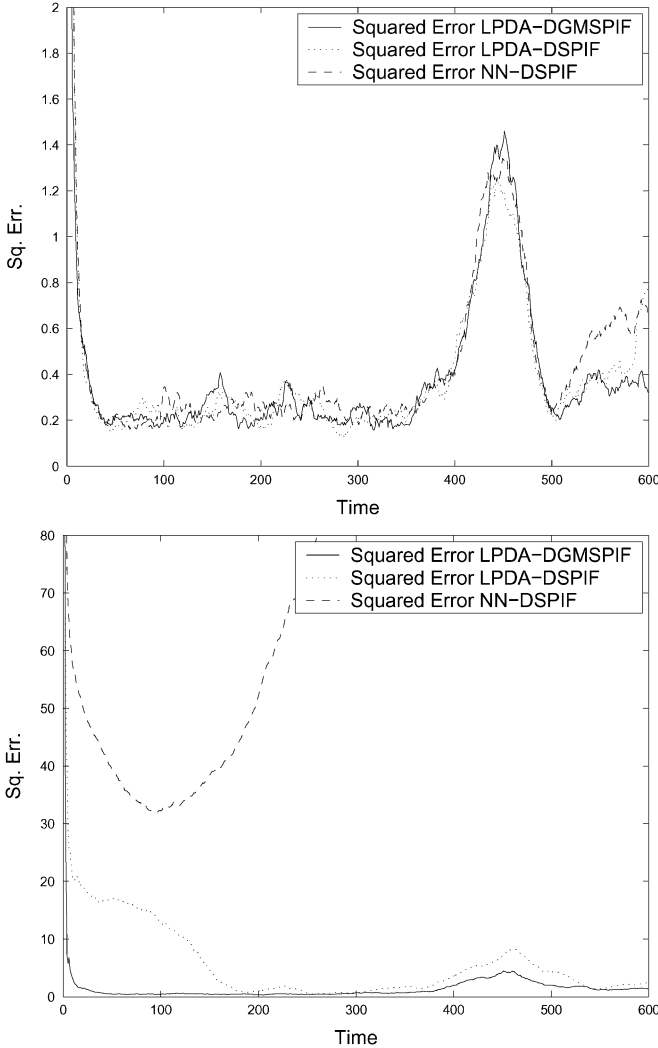 2
1.8
1.6
1.4
1.2
1
0.8
0.6
0.4
0.2
0
Sq. Err.
Squared Error LPDA−DGMSPIF
Squared Error LPDA−DSPIF
Squared Error NN−DSPIF
0 100 200 300 400 500 600
Time
80
70
60
50
40
30
20
10
0
Sq. Err.
Squared Error LPDA−DGMSPIF
Squared Error LPDA−DSPIF
Squared Error NN−DSPIF
0 100 200 300 400 500 600
Time